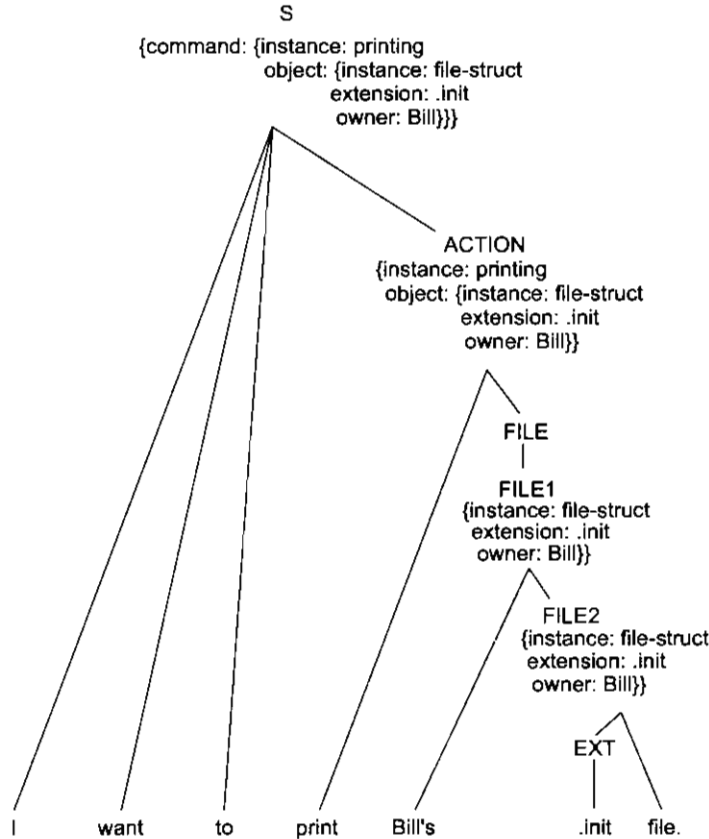 S
{command: {instance: printing
object: {instance: file-struct
extension: .init
owner: Bill}}}
ACTION
{instance: printing
object: {instance: file-struct
extension: .init
owner: Bill}}
FILE
FILE1
{instance: file-struct
extension: .init
owner: Bill}}
FILE2
{instance: file-struct
extension: .init
owner: Bill}}
EXT
I want to print Bill's .init file.